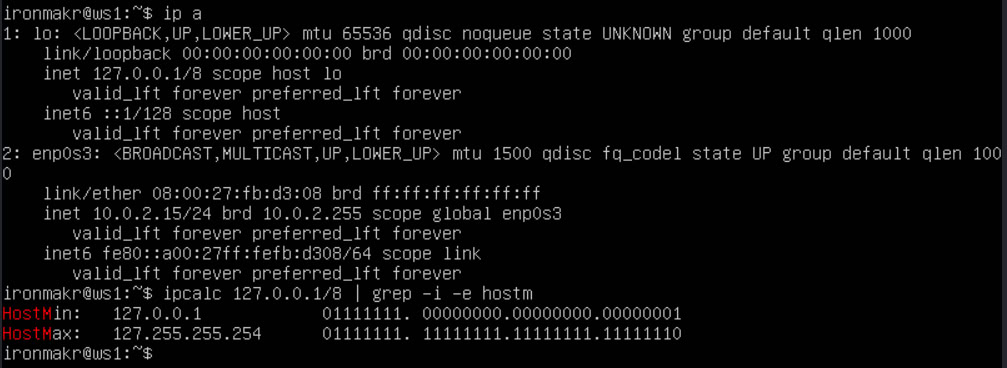 ironmakr@ws1:~$ ip a
1: lo: <LOOPBACK,UP,LOWER_UP> mtu 65536 qdisc noqueue state UNKNOWN group default qlen 1000
    link/loopback 00:00:00:00:00:00 brd 00:00:00:00:00:00
    inet 127.0.0.1/8 scope host lo
       valid_lft forever preferred_lft forever
    inet6 ::1/128 scope host
       valid_lft forever preferred_lft forever
2: enp0s3: <BROADCAST,MULTICAST,UP,LOWER_UP> mtu 1500 qdisc fq_codel state UP group default qlen 100
0
    link/ether 08:00:27:fb:d3:08 brd ff:ff:ff:ff:ff:ff
    inet 10.0.2.15/24 brd 10.0.2.255 scope global enp0s3
       valid_lft forever preferred_lft forever
    inet6 fe80::a00:27ff:fefb:d308/64 scope link
       valid_lft forever preferred_lft forever
ironmakr@ws1:~$ ipcalc 127.0.0.1/8 | grep -i -e hostm
HostMin:   127.0.0.1            01111111. 00000000.00000000.00000001
HostMax:   127.255.255.254      01111111. 11111111.11111111.11111110
ironmakr@ws1:~$